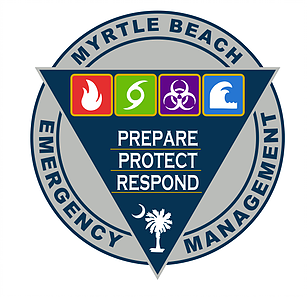 MYRTLE BEACH
PREPARE
PROTECT
RESPOND
EMERGENCY
MANAGEMENT